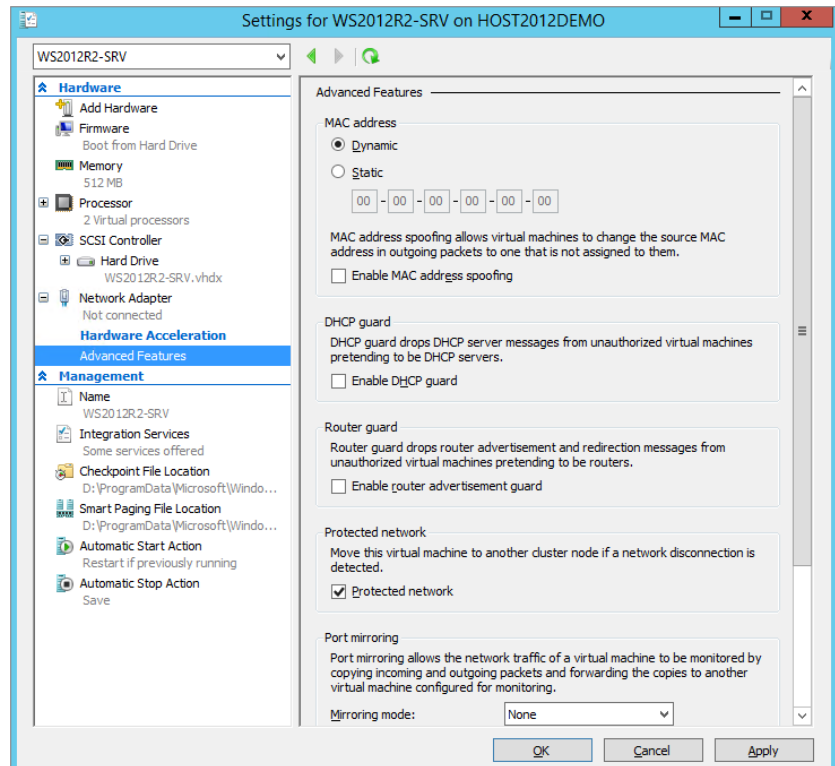 Settings for WS2012R2-SRV on HOST2012DEMO
WS2012R2-SRV
Hardware
Add Hardware
Firmware
Boot from Hard Drive
Memory
512 MB
Processor
2 Virtual processors
SCSI Controller
Hard Drive
WS2012R2-SRV.vhdx
Network Adapter
Not connected
Hardware Acceleration
Advanced Features
Management
Name
WS2012R2-SRV
Integration Services
Some services offered
Checkpoint File Location
D:\ProgramData\Microsoft\Windo...
Smart Paging File Location
D:\ProgramData\Microsoft\Windo...
Automatic Start Action
Restart if previously running
Automatic Stop Action
Save
Advanced Features
MAC address
Dynamic
Static
00 - 00 - 00 - 00 - 00 - 00
MAC address spoofing allows virtual machines to change the source MAC
address in outgoing packets to one that is not assigned to them.
Enable MAC address spoofing
DHCP guard
DHCP guard drops DHCP server messages from unauthorized virtual machines
pretending to be DHCP servers.
Enable DHCP guard
Router guard
Router guard drops router advertisement and redirection messages from
unauthorized virtual machines pretending to be routers.
Enable router advertisement guard
Protected network
Move this virtual machine to another cluster node if a network disconnection is
detected.
Protected network
Port mirroring
Port mirroring allows the network traffic of a virtual machine to be monitored by
copying incoming and outgoing packets and forwarding the copies to another
virtual machine configured for monitoring.
Mirroring mode: None
OK Cancel Apply